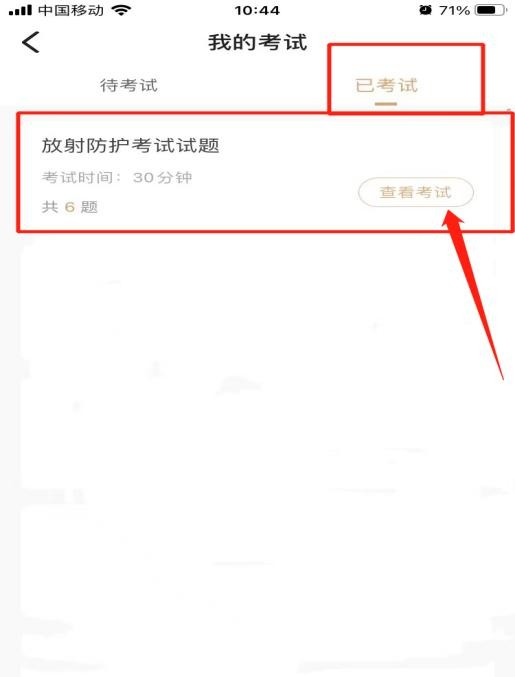 中国移动 10:44 71%
我的考试
待考试 已考试
放射防护考试试题
考试时间：30分钟
查看考试
共 6 题